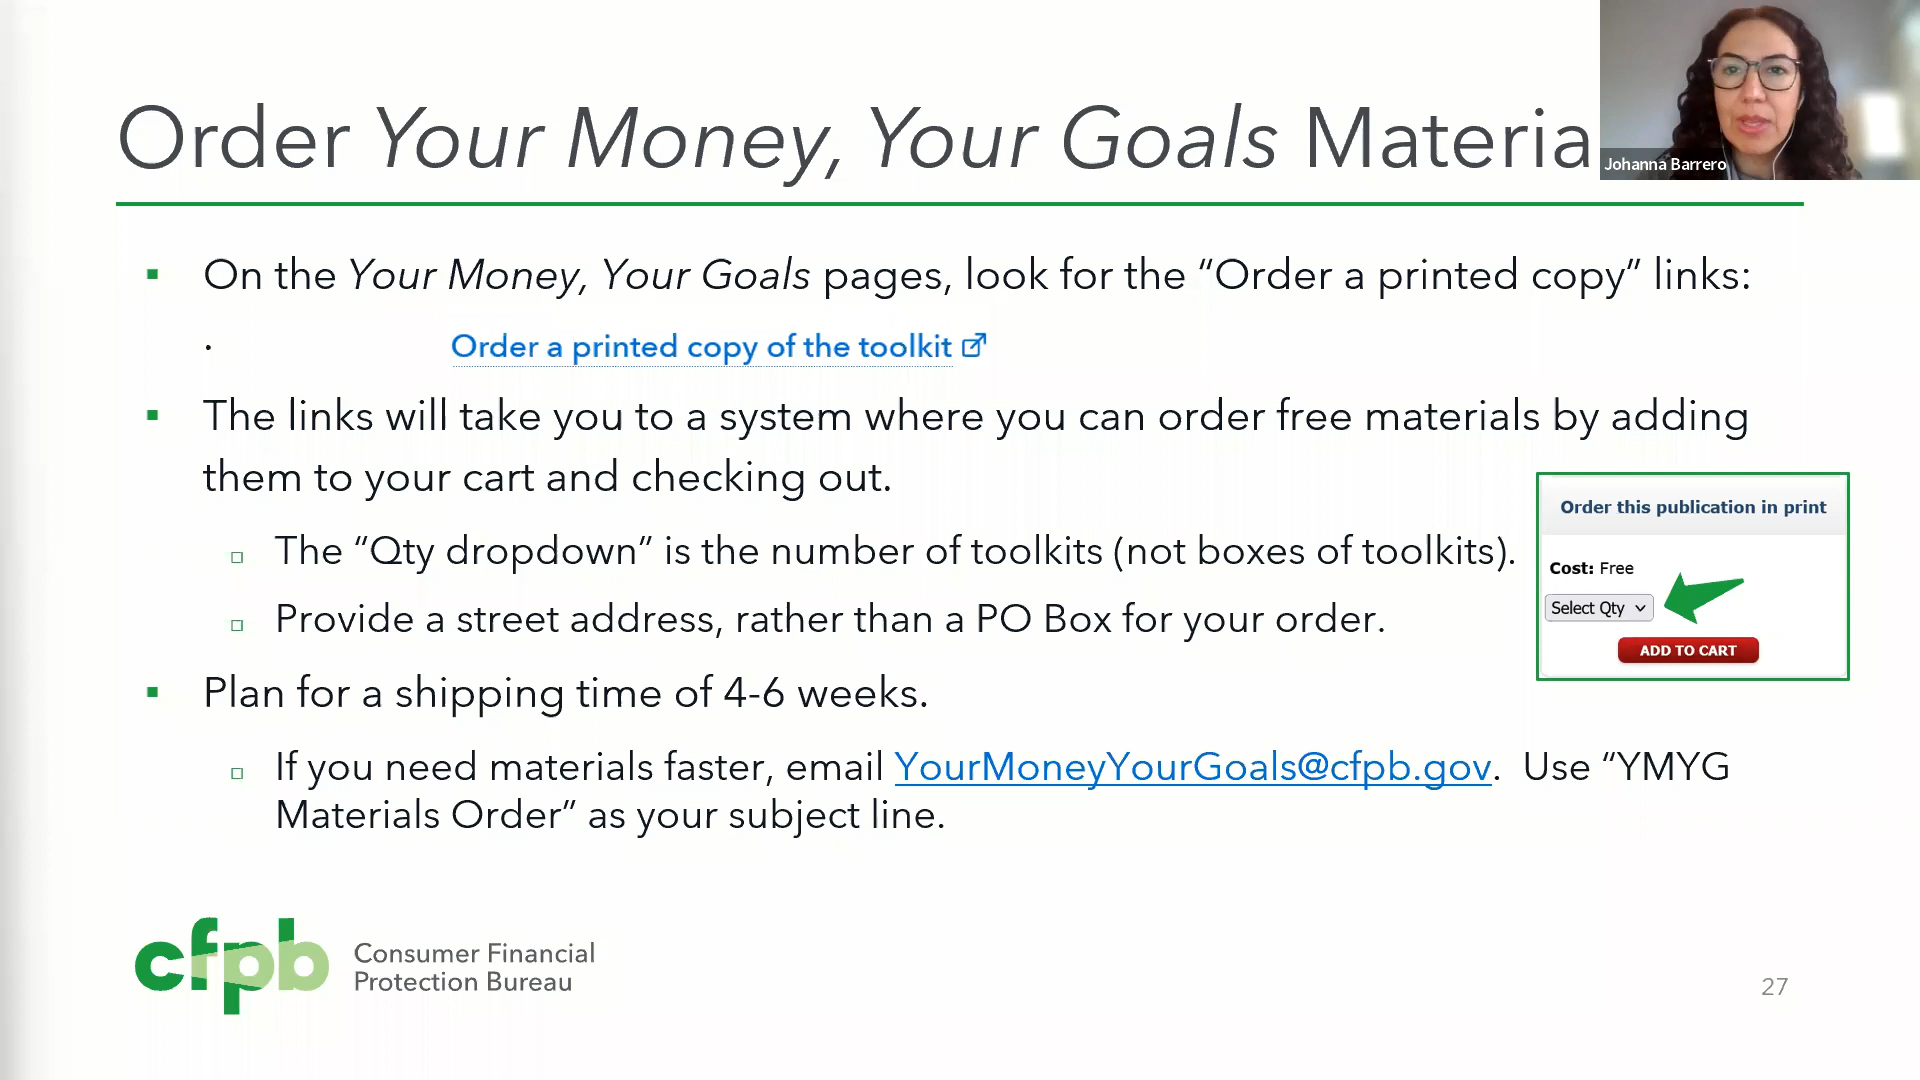 Order Your Money, Your Goals Materia
Johanna Barrero
▪ On the Your Money, Your Goals pages, look for the “Order a printed copy” links:
.
Order a printed copy of the toolkit
▪ The links will take you to a system where you can order free materials by adding
them to your cart and checking out.
▫ The “Qty dropdown” is the number of toolkits (not boxes of toolkits).
▫ Provide a street address, rather than a PO Box for your order.
Order this publication in print
Cost: Free
Select Qty
ADD TO CART
▪ Plan for a shipping time of 4-6 weeks.
▫ If you need materials faster, email YourMoneyYourGoals@cfpb.gov.  Use “YMYG
Materials Order” as your subject line.
cfpb
Consumer Financial
Protection Bureau
27